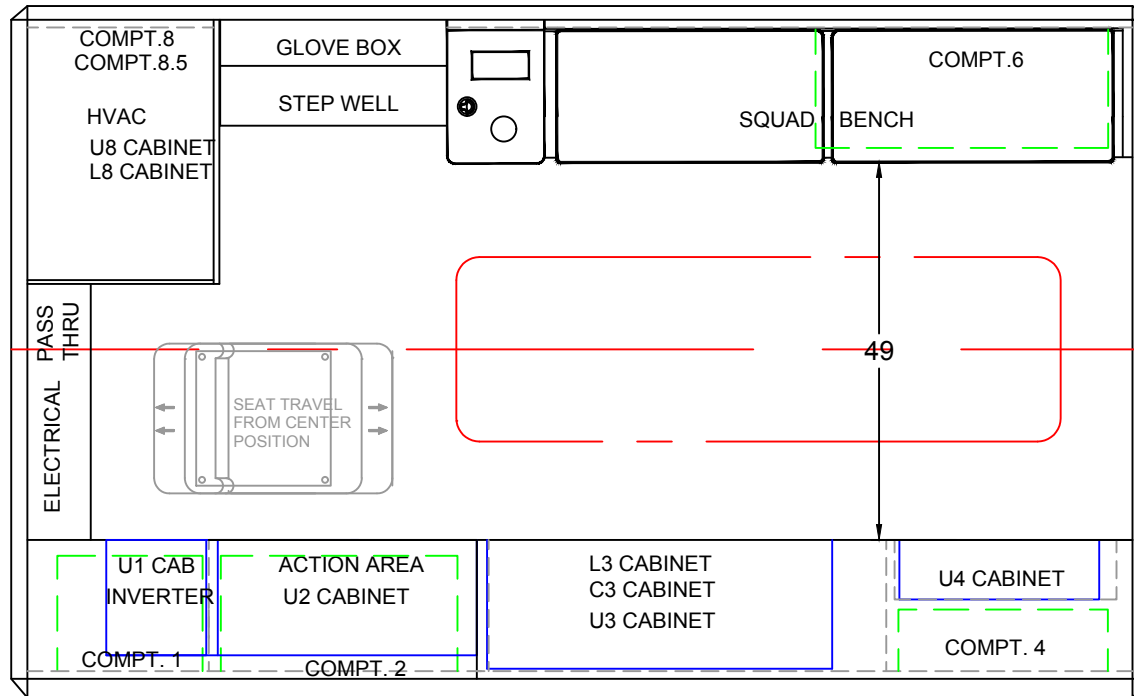 COMPT.8
COMPT.8.5
HVAC
U8 CABINET
L8 CABINET
GLOVE BOX
STEP WELL
COMPT.6
SQUAD BENCH
PASS
THRU
ELECTRICAL
49
SEAT TRAVEL
FROM CENTER
POSITION
U1 CAB
INVERTER
COMPT. 1
ACTION AREA
U2 CABINET
COMPT. 2
L3 CABINET
C3 CABINET
U3 CABINET
U4 CABINET
COMPT. 4